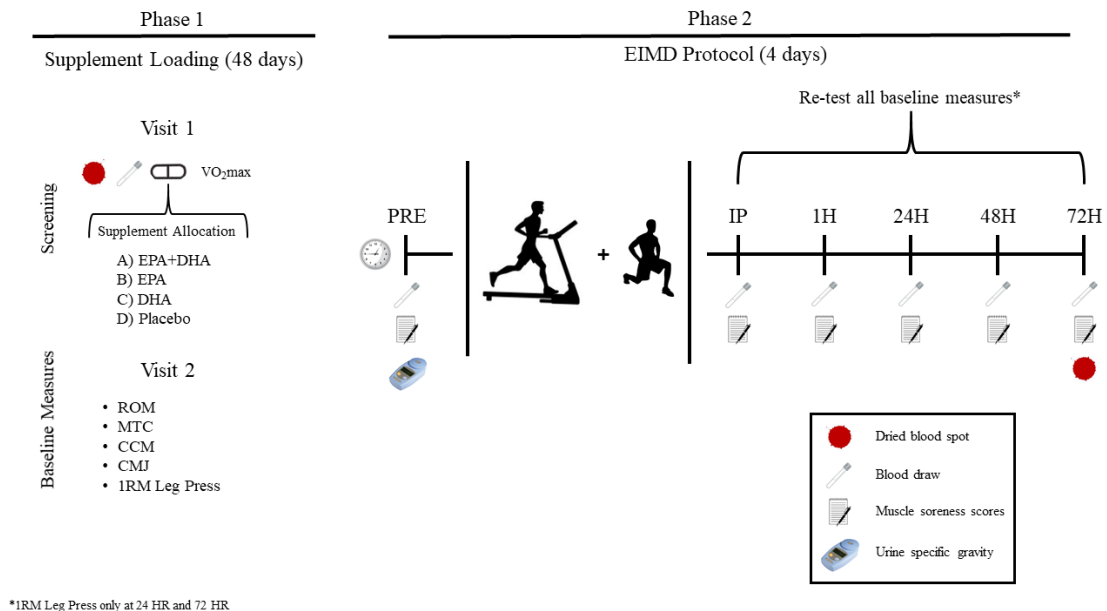 Phase 1
Supplement Loading (48 days)
Screening
Visit 1
VO₂max
Supplement Allocation
A) EPA+DHA
B) EPA
C) DHA
D) Placebo
Baseline Measures
Visit 2
• ROM
• MTC
• CCM
• CMJ
• 1RM Leg Press
Phase 2
EIMD Protocol (4 days)
Re-test all baseline measures*
PRE
+
IP
1H
24H
48H
72H
Dried blood spot
Blood draw
Muscle soreness scores
Urine specific gravity
*1RM Leg Press only at 24 HR and 72 HR